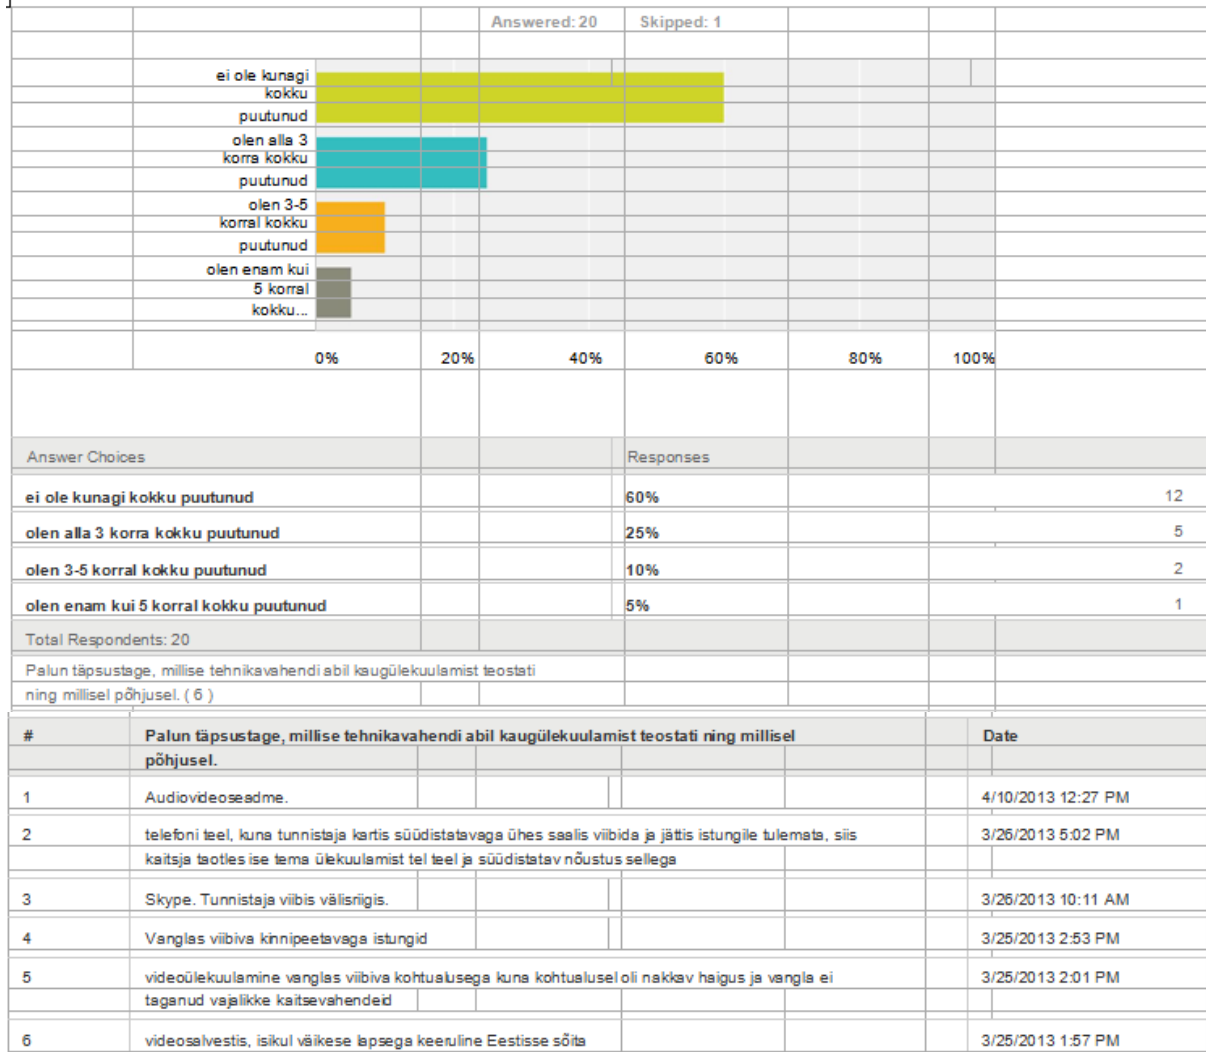 Answered: 20 Skipped: 1
ei ole kunagi
kokku
puutunud
olen alla 3
korra kokku
puutunud
olen 3-5
korral kokku
puutunud
olen enam kui
5 korral
kokku...
0% 20% 40% 60% 80% 100%
Answer Choices Responses
ei ole kunagi kokku puutunud 60% 12
olen alla 3 korra kokku puutunud 25% 5
olen 3-5 korral kokku puutunud 10% 2
olen enam kui 5 korral kokku puutunud 5% 1
Total Respondents: 20
Palun täpsustage, millise tehnikavahendi abil kaugülekuulamist teostati
ning millisel põhjusel. ( 6 )
# Palun täpsustage, millise tehnikavahendi abil kaugülekuulamist teostati ning millisel Date
põhjusel.
1 Audiovideoseadme. 4/10/2013 12:27 PM
2 telefoni teel, kuna tunnistaja kartis süüdistatavaga ühes saalis viibida ja jättis istungile tulemata, siis 3/26/2013 5:02 PM
kaitsja taotles ise tema ülekuulamist tel teel ja süüdistatav nõustus sellega
3 Skype. Tunnistaja viibis välisriigis. 3/26/2013 10:11 AM
4 Vanglas viibiva kinnipeetavaga istungid 3/25/2013 2:53 PM
5 videoülekuulamine vanglas viibiva kohtualusega kuna kohtualusel oli nakkav haigus ja vangla ei 3/25/2013 2:01 PM
taganud vajalikke kaitsevahendeid
6 videosalvestis, isikul väikese lapsega keeruline Eestisse sõita 3/25/2013 1:57 PM